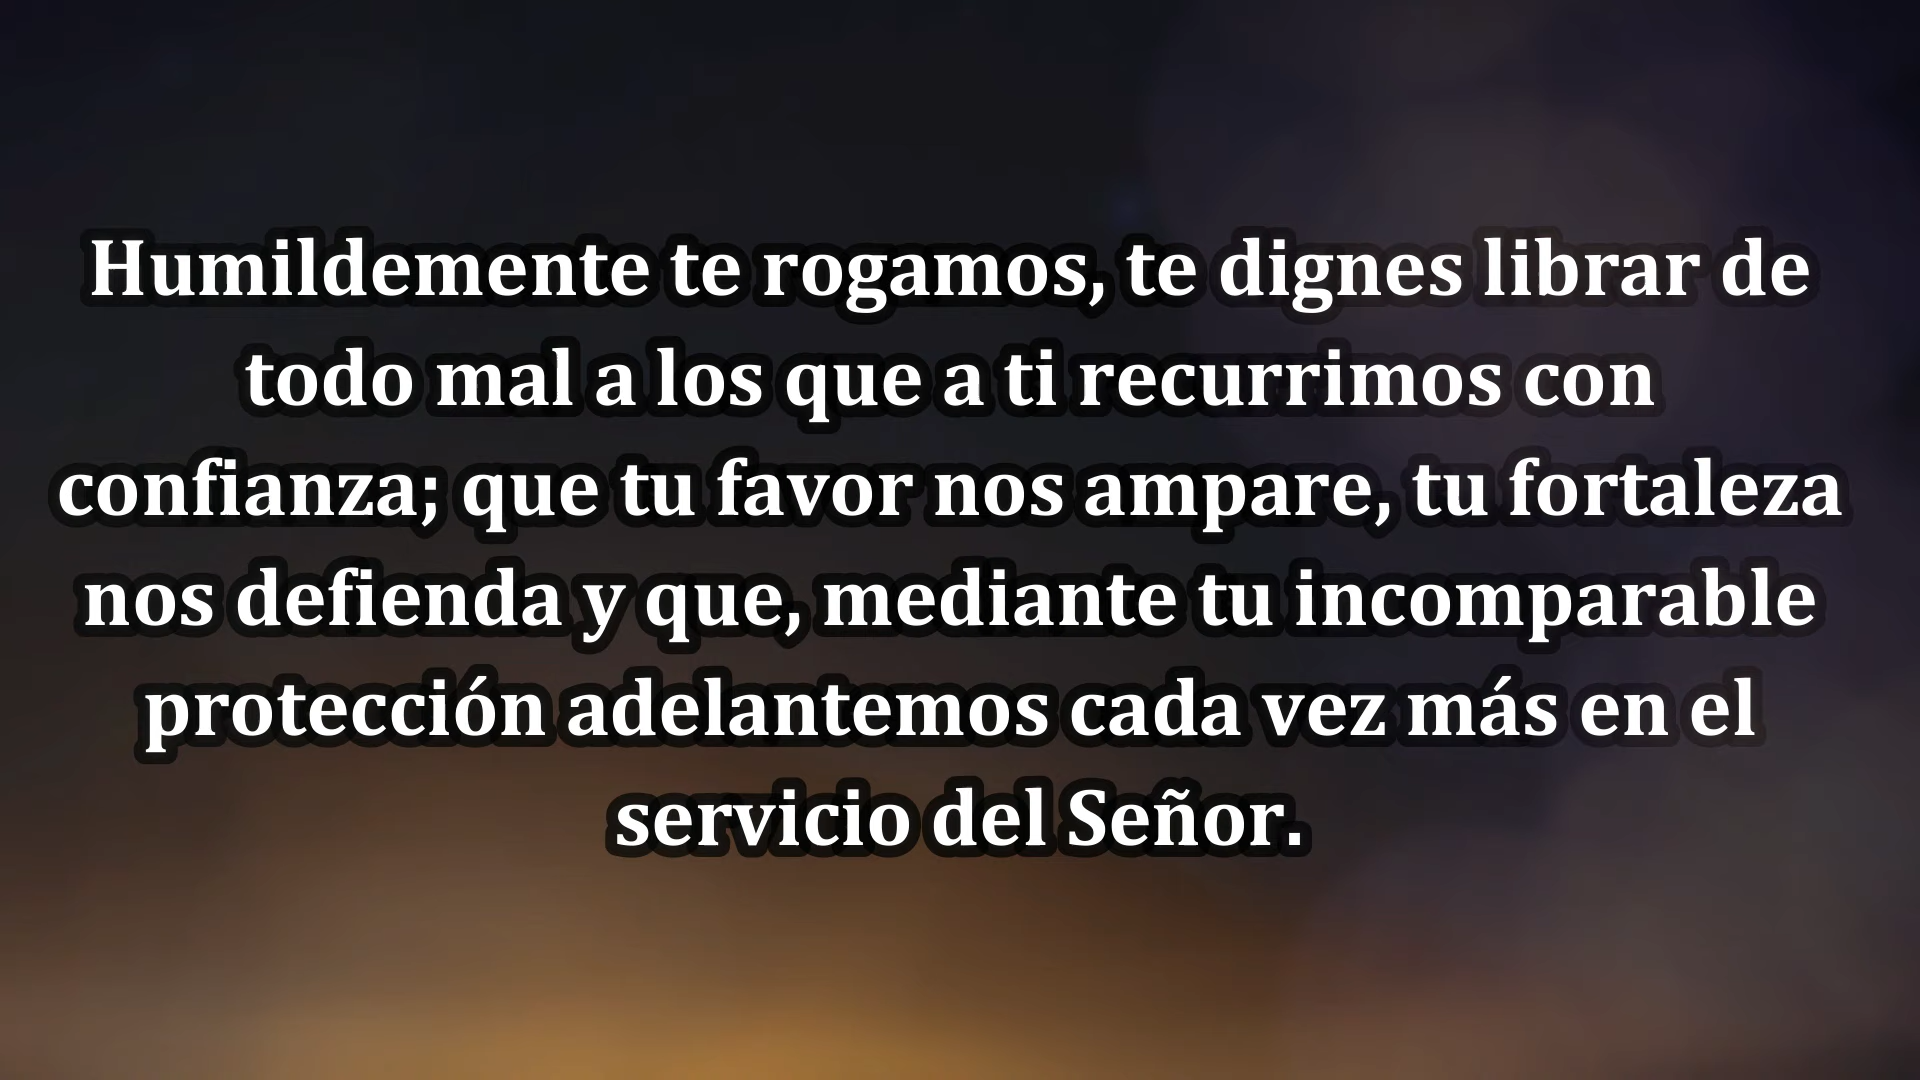 Humildemente te rogamos, te dignes librar de
todo mal a los que a ti recurrimos con
confianza; que tu favor nos ampare, tu fortaleza
nos defienda y que, mediante tu incomparable
protección adelantemos cada vez más en el
servicio del Señor.